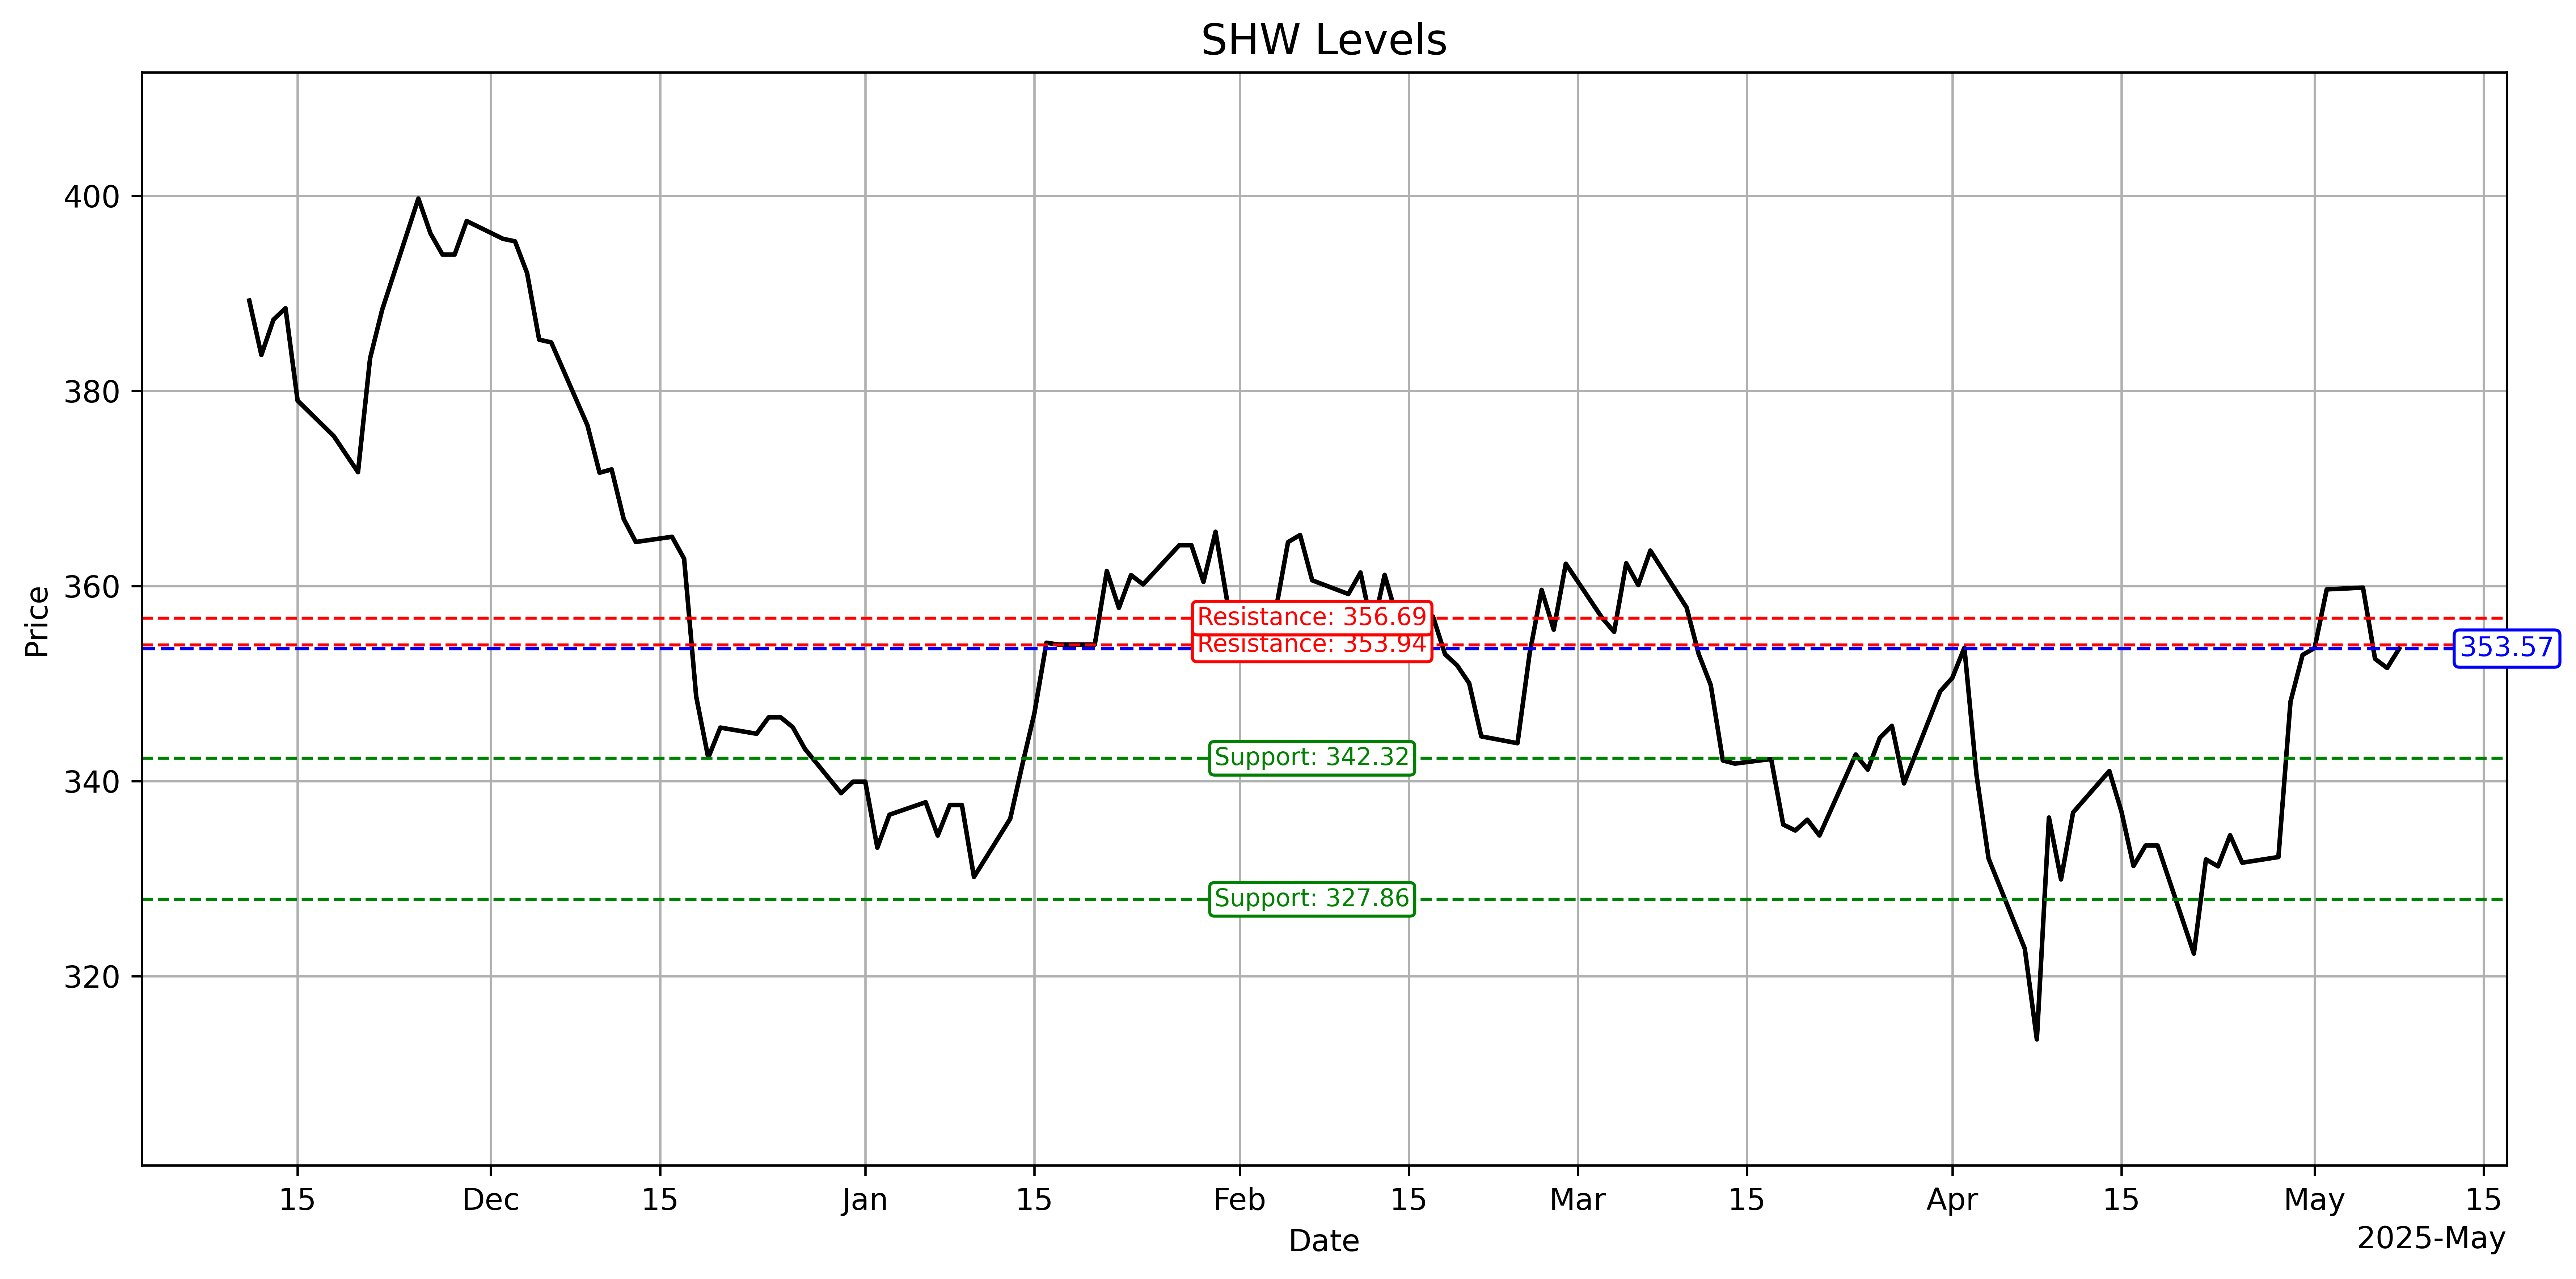 SHW Levels
400
380
360
340
320
Price
Resistance: 356.69
Resistance: 353.94
353.57
Support: 342.32
Support: 327.86
15
Dec
15
Jan
15
Feb
15
Mar
15
Apr
15
May
15
Date
2025-May